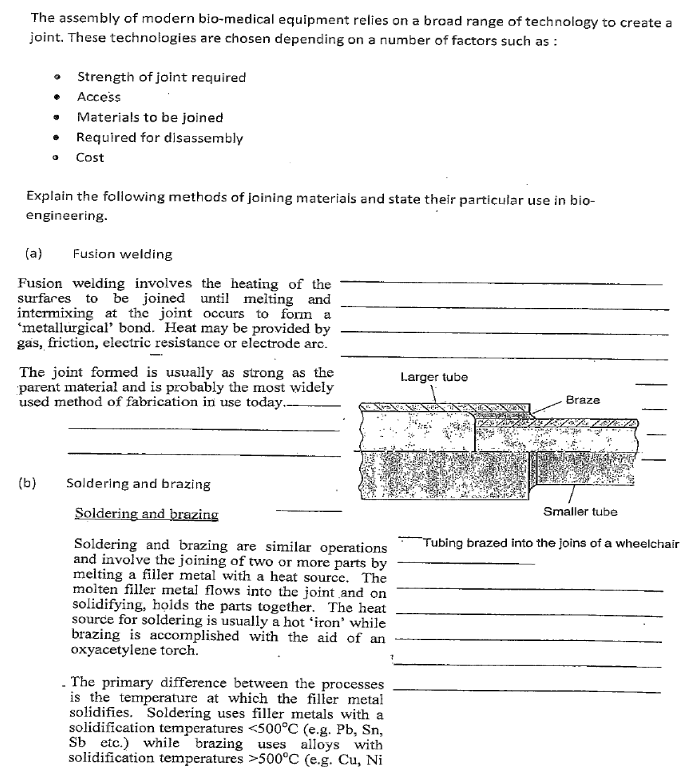 The assembly of modern bio-medical equipment relies on a broad range of technology to create a
joint. These technologies are chosen depending on a number of factors such as :
• Strength of joint required
• Access
• Materials to be joined
• Required for disassembly
• Cost
Explain the following methods of joining materials and state their particular use in bio-
engineering.
(a) Fusion welding
Fusion welding involves the heating of the
surfaces to be joined until melting and
intermixing at the joint occurs to form a
'metallurgical' bond. Heat may be provided by
gas, friction, electric resistance or electrode arc.
The joint formed is usually as strong as the
parent material and is probably the most widely
used method of fabrication in use today.
Larger tube
Braze
Smaller tube
(b) Soldering and brazing
Soldering and brazing
Tubing brazed into the joins of a wheelchair
Soldering and brazing are similar operations
and involve the joining of two or more parts by
melting a filler metal with a heat source. The
molten filler metal flows into the joint and on
solidifying, holds the parts together. The heat
source for soldering is usually a hot 'iron' while
brazing is accomplished with the aid of an
oxyacetylene torch.
The primary difference between the processes
is the temperature at which the filler metal
solidifies. Soldering uses filler metals with a
solidification temperatures <500°C (e.g. Pb, Sn,
Sb etc.) while brazing uses alloys with
solidification temperatures >500°C (e.g. Cu, Ni